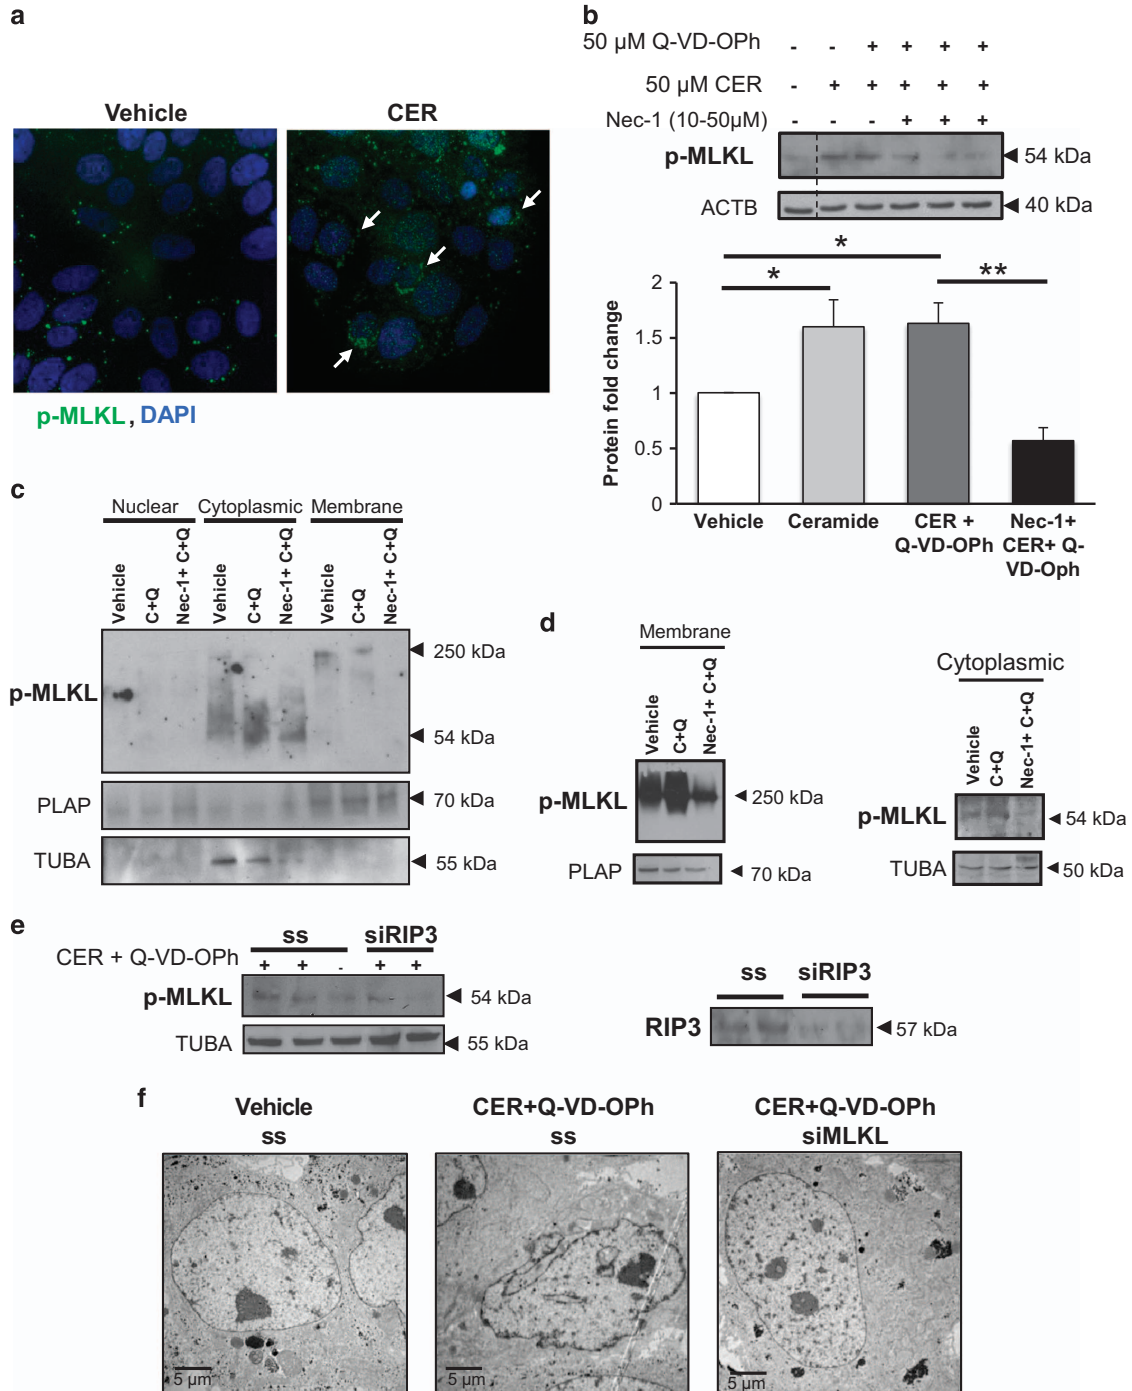 a
Vehicle CER
p-MLKL, DAPI
b
50 µM Q-VD-OPh - - + + + +
50 µM CER - + + + + +
Nec-1 (10-50µM) - - - + + +
p-MLKL 54 kDa
ACTB 40 kDa
* * **
Protein fold change
2
1.5
1
0.5
0
Vehicle Ceramide CER + Q-VD-OPh Nec-1+ CER+ Q-VD-Oph
c
Nuclear Cytoplasmic Membrane
Vehicle C+Q Nec-1+ C+Q Vehicle C+Q Nec-1+ C+Q Vehicle C+Q Nec-1+ C+Q
p-MLKL 250 kDa
54 kDa
PLAP 70 kDa
TUBA 55 kDa
d
Membrane
Vehicle C+Q Nec-1+ C+Q
p-MLKL 250 kDa
PLAP 70 kDa
Cytoplasmic
Vehicle C+Q Nec-1+ C+Q
p-MLKL 54 kDa
TUBA 50 kDa
e
ss siRIP3
CER + Q-VD-OPh + + - + +
p-MLKL 54 kDa
TUBA 55 kDa
ss siRIP3
RIP3 57 kDa
f
Vehicle
ss
CER+Q-VD-OPh
ss
CER+Q-VD-OPh
siMLKL
5 µm
5 µm
5 µm